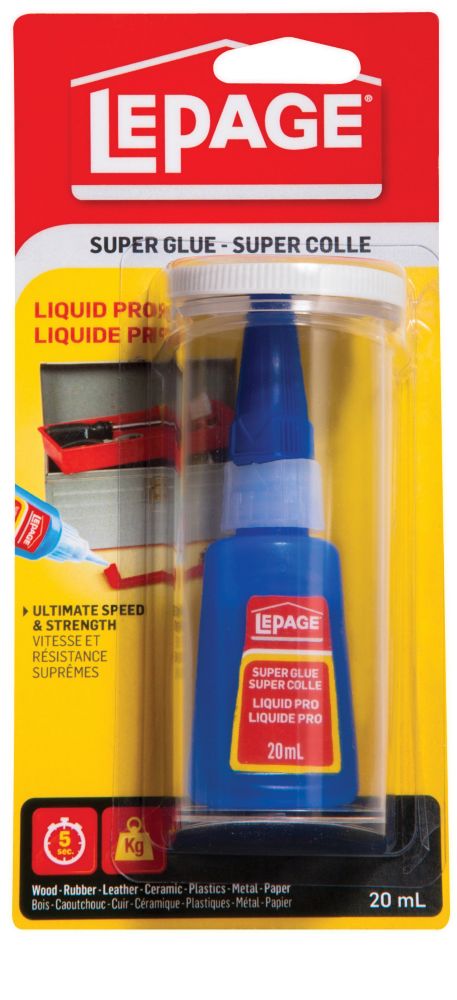 LEPAGE®
SUPER GLUE - SUPER COLLE
LIQUID PRO
LIQUIDE PR
LEPAGE
ULTIMATE SPEED
& STRENGTH
VITESSE ET
RÉSISTANCE
SUPRÊMES
LEPAGE
SUPER GLUE
SUPER COLLE
LIQUID PRO
LIQUIDE PRO
20mL
5
sec.
Kg
Wood - Rubber - Leather - Ceramic - Plastics - Metal - Paper
Bois - Caoutchouc - Cuir - Céramique - Plastiques - Métal - Papier
20 mL